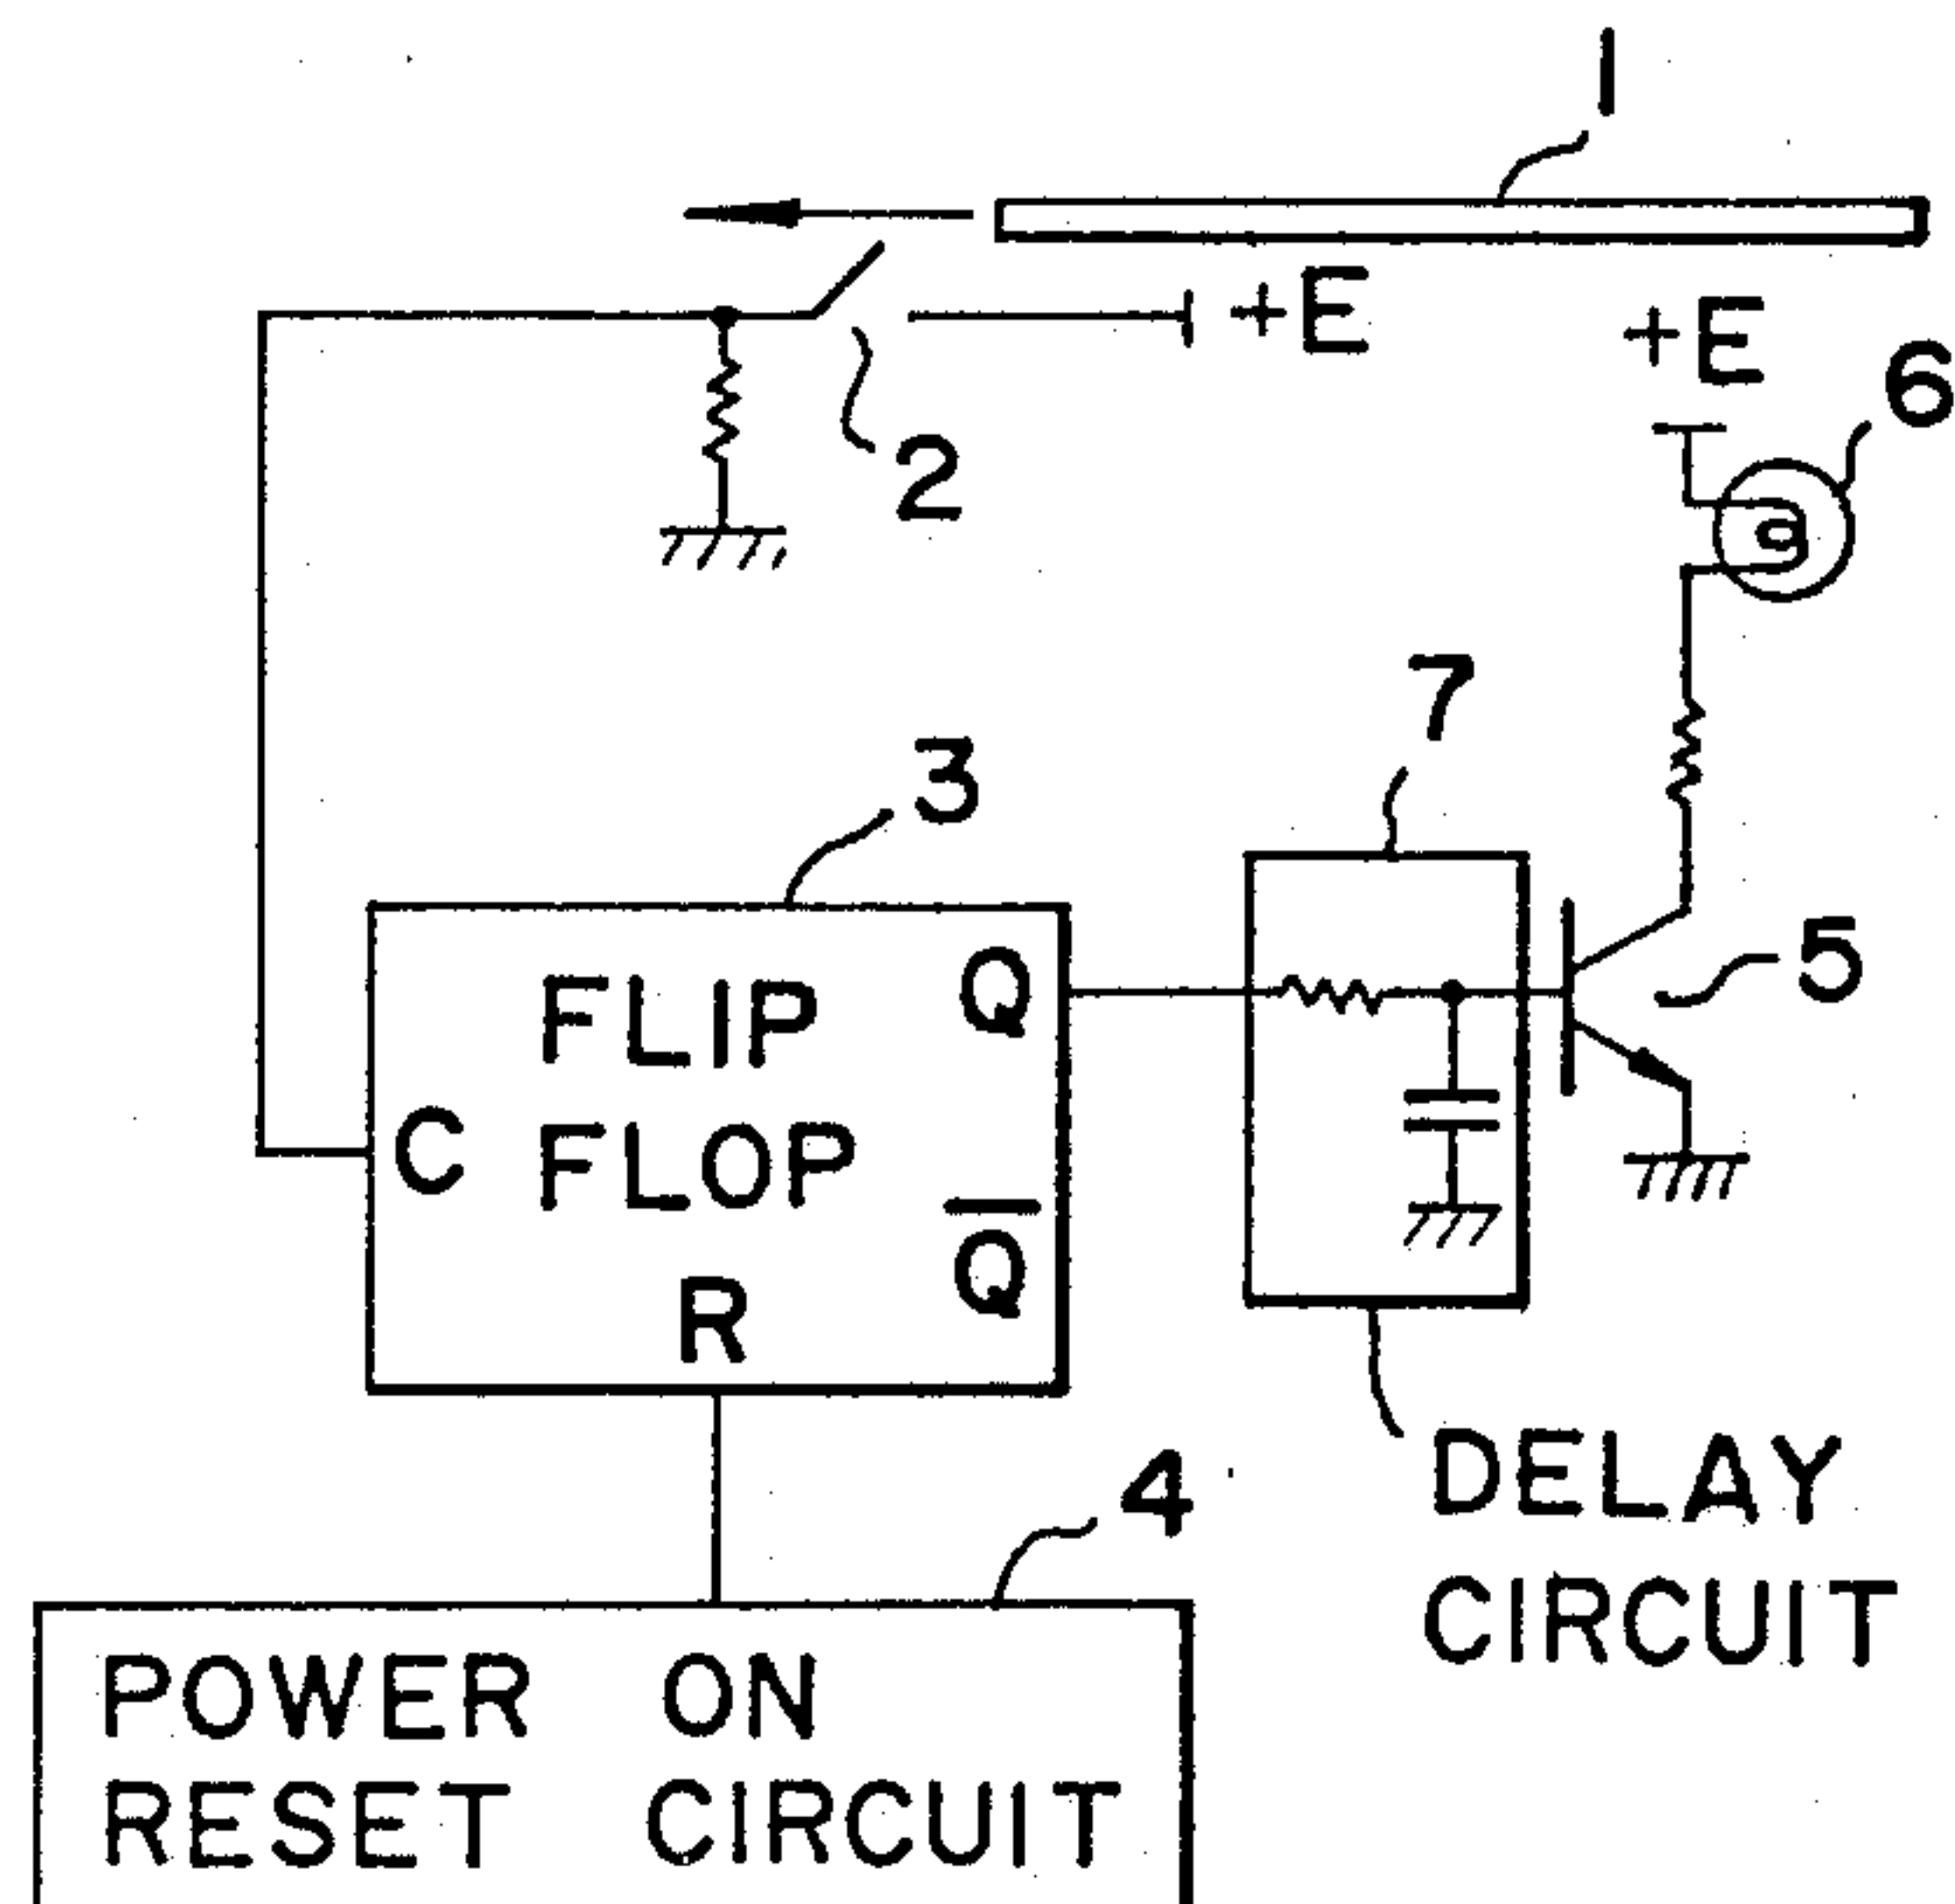 1
+E
+E
6
2
7
3
5
FLIP
Q
C
FLOP
Q̅
R
4
DELAY
CIRCUIT
POWER ON
RESET CIRCUIT